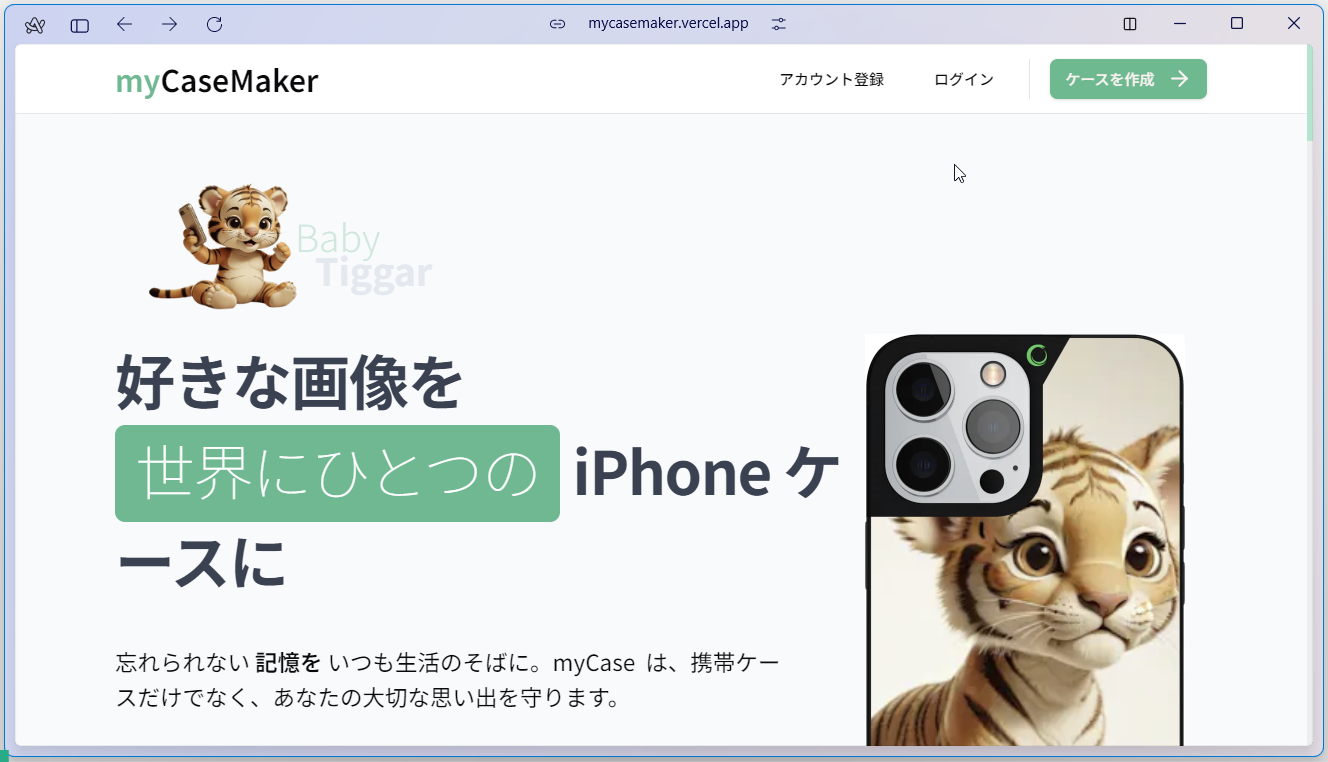 mycasemaker.vercel.app
myCaseMaker
アカウント登録
ログイン
ケースを作成
Baby
Tiggar
好きな画像を
世界にひとつの iPhone ケ
ースに
忘れられない 記憶を いつも生活のそばに。myCase は、携帯ケー
スだけでなく、あなたの大切な思い出を守ります。